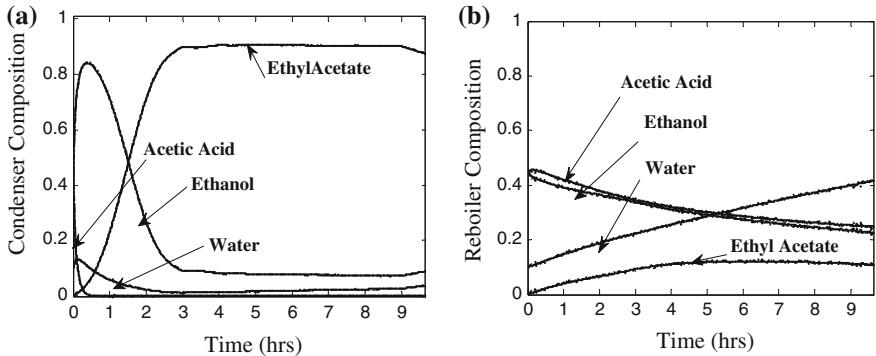 (a)
Condenser Composition
1
0.8
0.6
0.4
0.2
0
EthylAcetate
Acetic Acid
Ethanol
Water
0 1 2 3 4 5 6 7 8 9
Time (hrs)
(b)
Reboiler Composition
1
0.8
0.6
0.4
0.2
0
Acetic Acid
Ethanol
Water
Ethyl Acetate
0 1 2 3 4 5 6 7 8 9
Time (hrs)